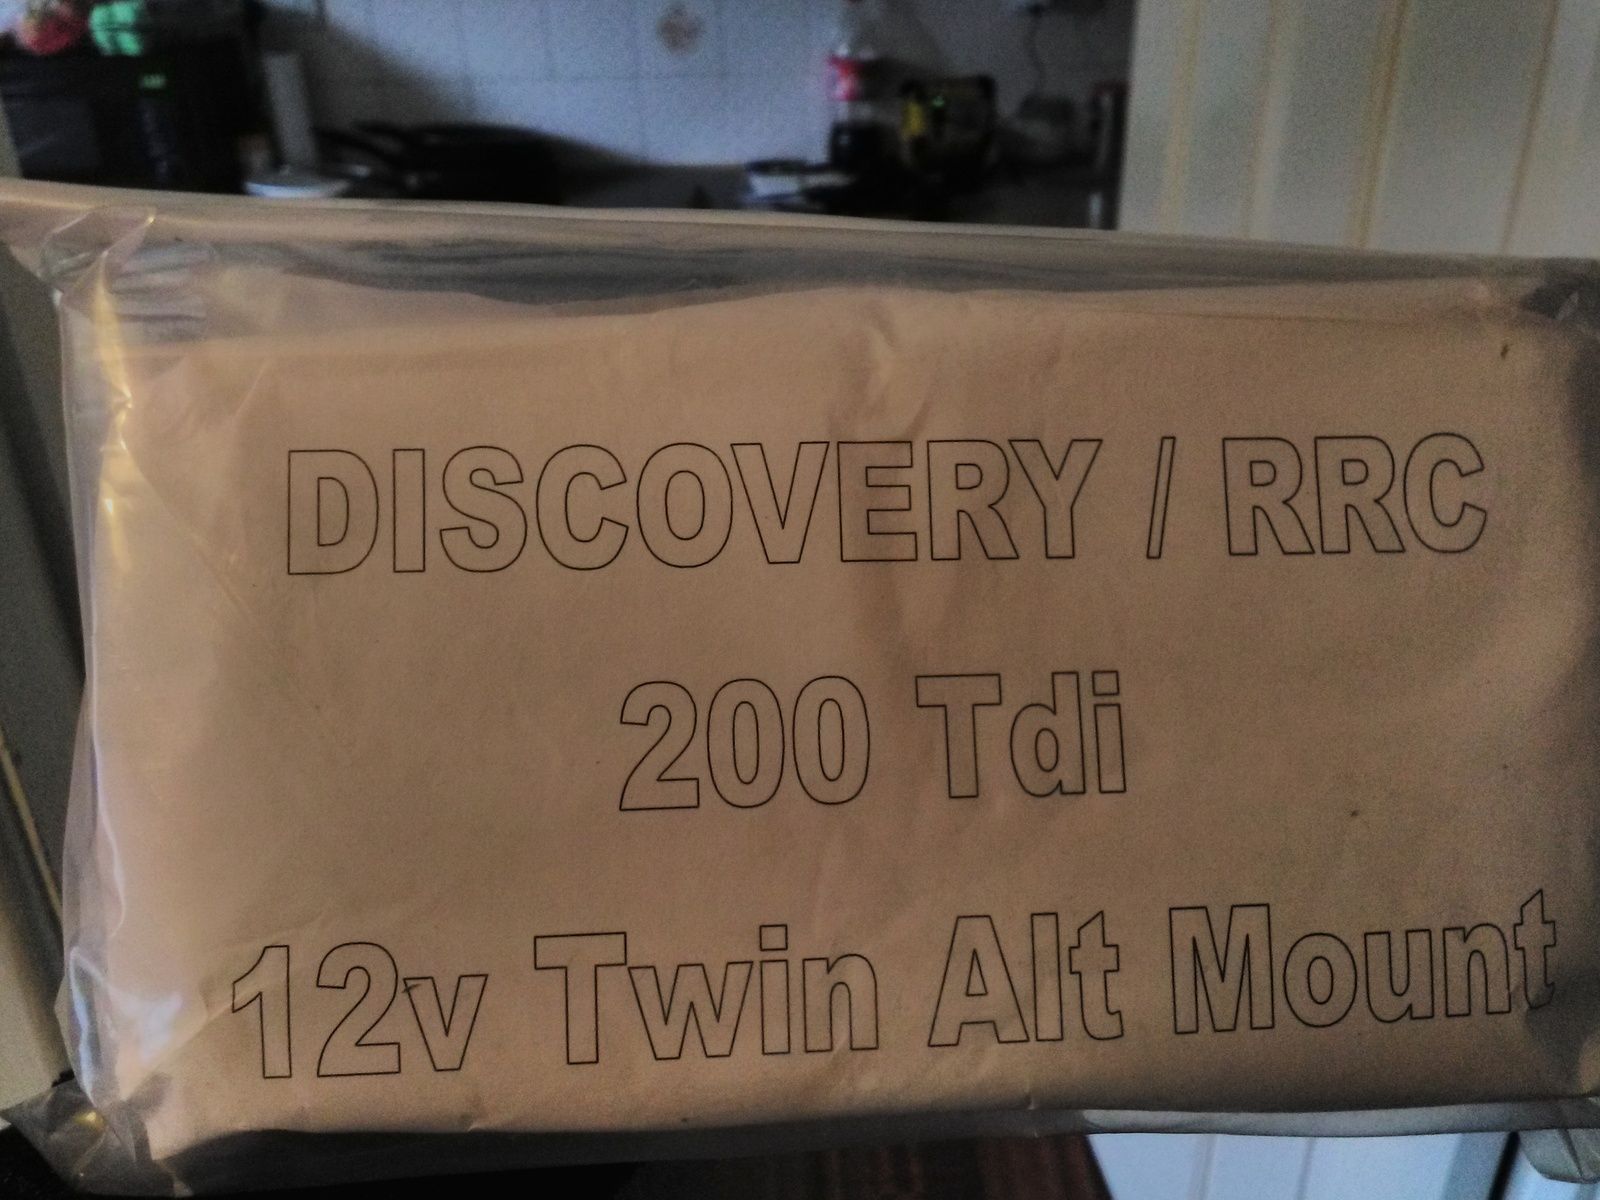 DISCOVERY / RRC
200 Tdi
12v Twin Alt Mount